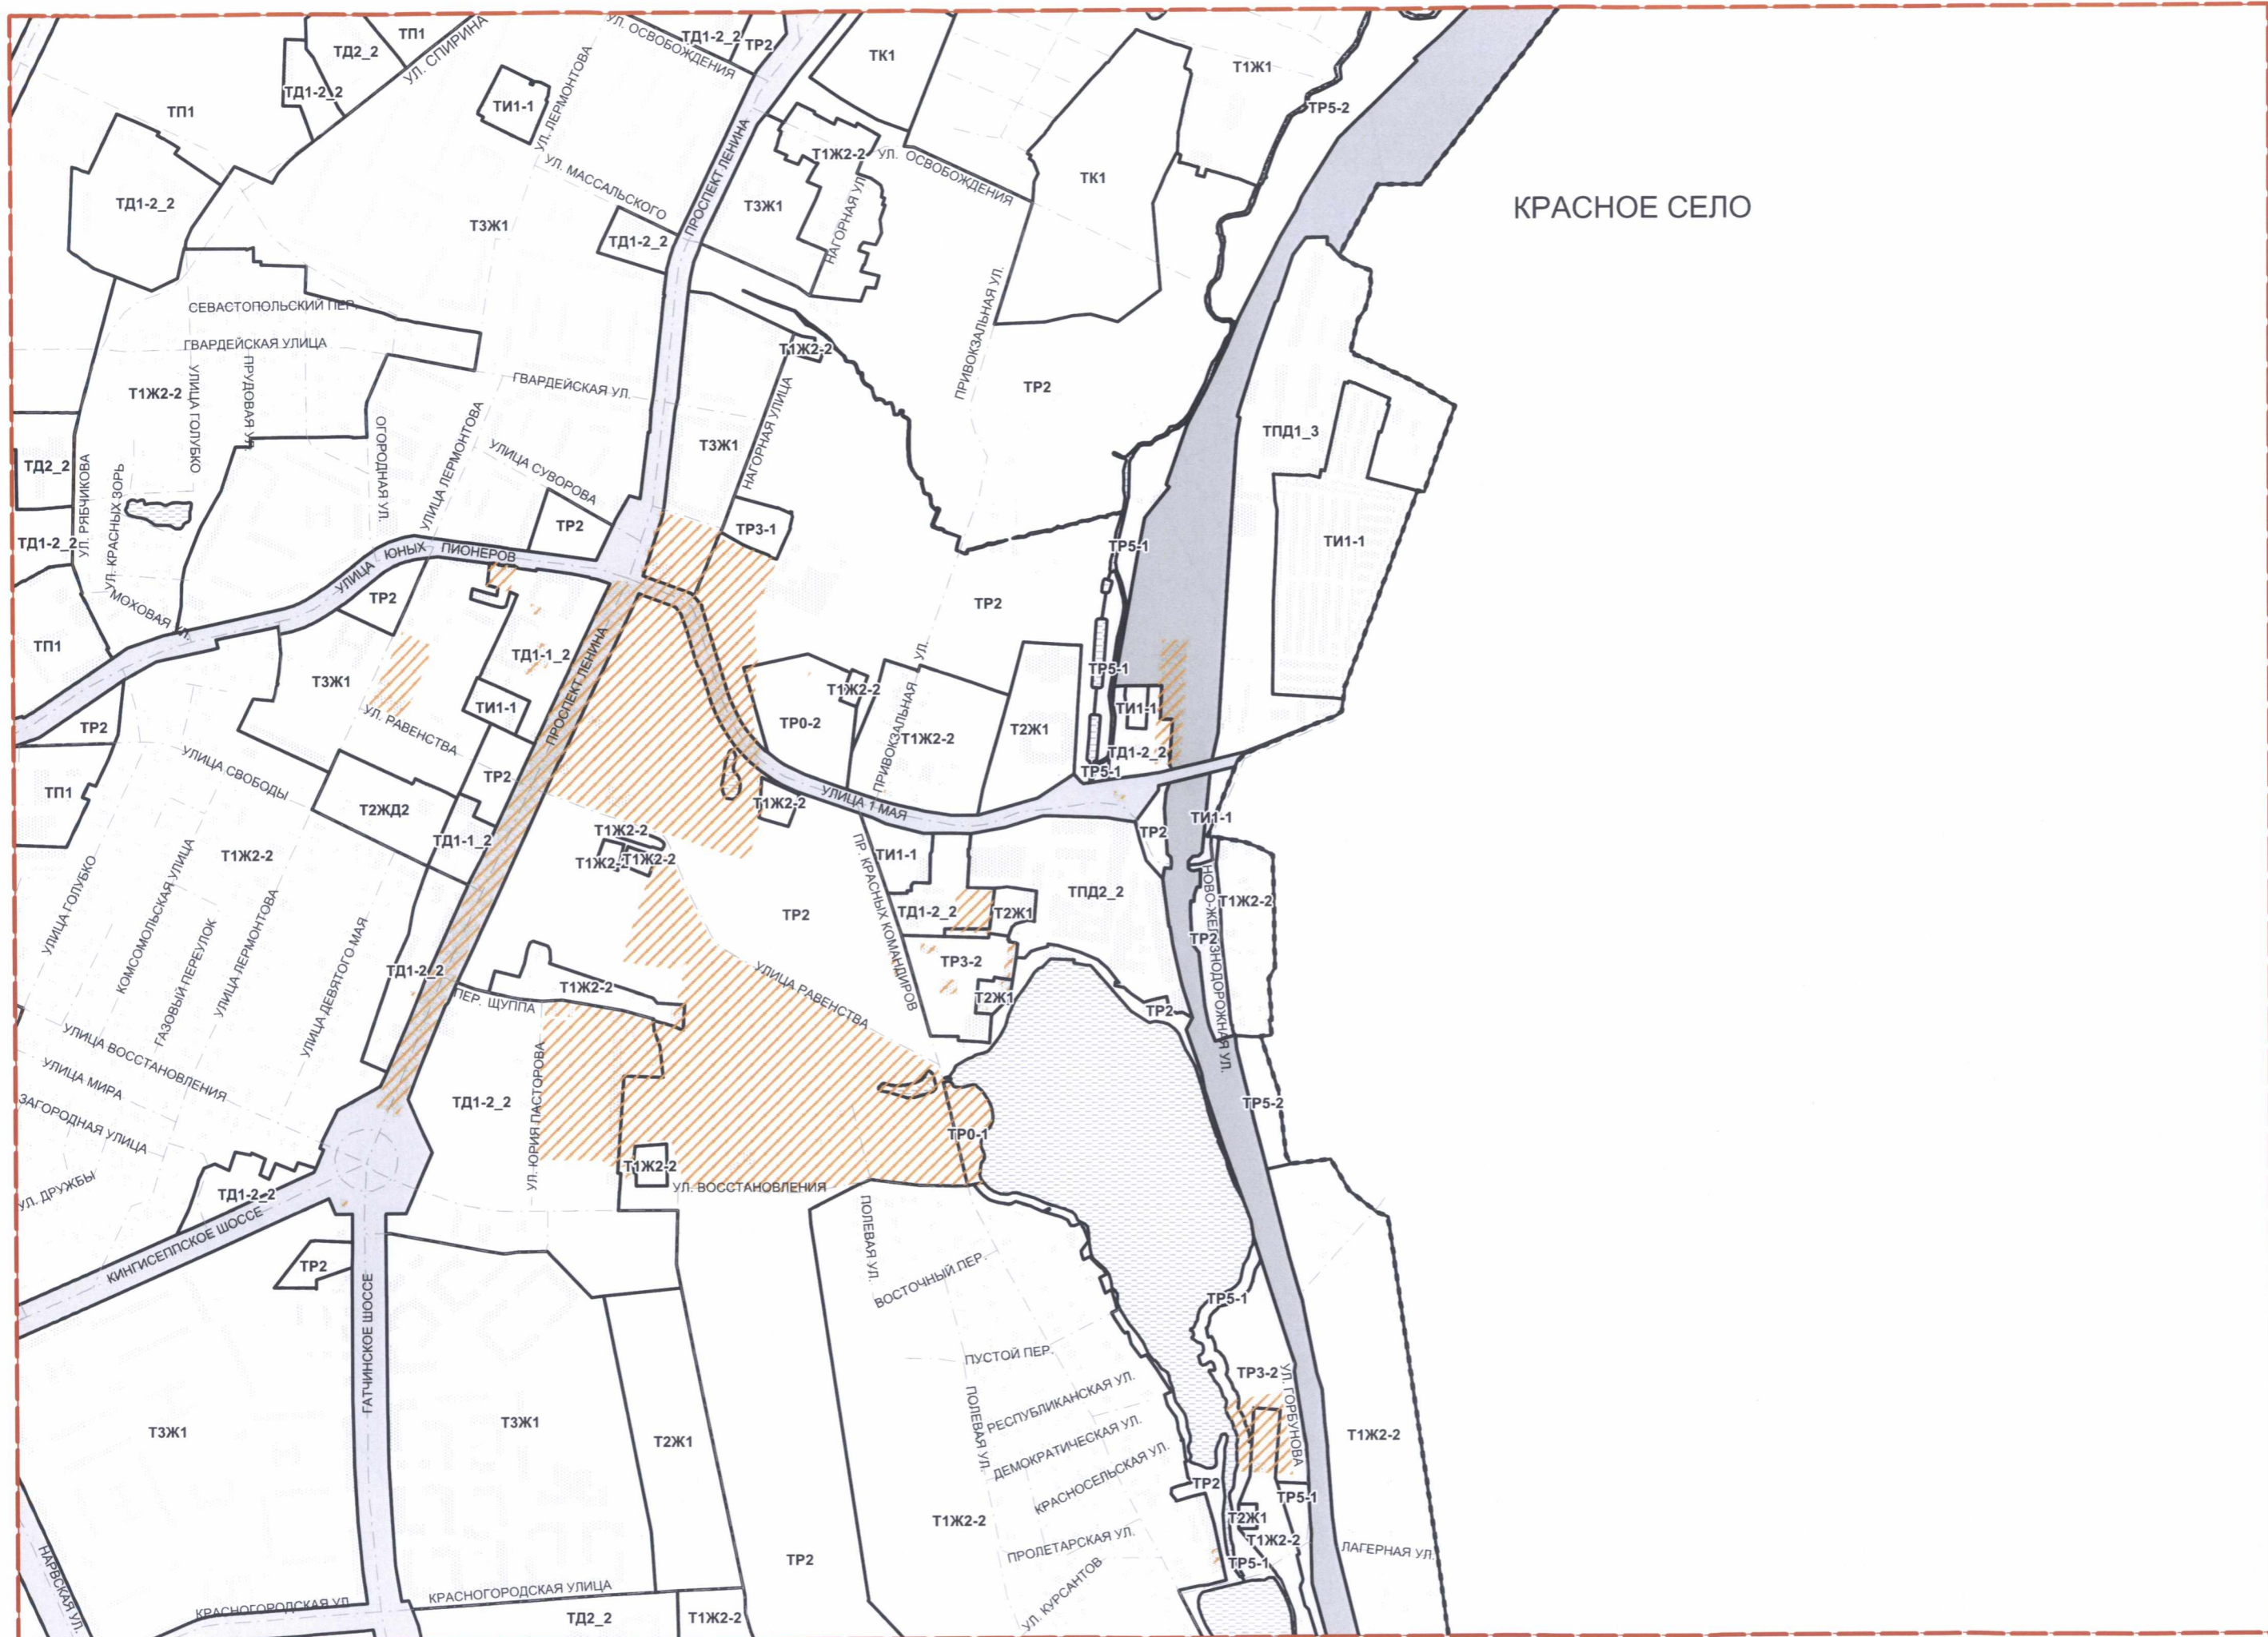 ТП1
ТД2_2
УЛ. СПИРИНА
УЛ. ОСВОБОЖДЕНИЯ
ТД1-2_2
ТР2
ТК1
Т1Ж1
ТД1-2_2
ТП1
ТИ1-1
УЛ. ЛЕРМОНТОВА
ПРОСПЕКТ ЛЕНИНА
ТР5-2
Т1Ж2-2
УЛ. ОСВОБОЖДЕНИЯ
УЛ. МАССАЛЬСКОГО
ТК1
ТД1-2_2
Т3Ж1
Т3Ж1
НАГОРНАЯ УЛ.
КРАСНОЕ СЕЛО
ТД1-2_2
СЕВАСТОПОЛЬСКИЙ ПЕР.
ГВАРДЕЙСКАЯ УЛИЦА
Т1Ж2-2
ПРИВОКЗАЛЬНАЯ УЛ.
ТР2
Т1Ж2-2
УЛИЦА ГОЛУБКО
ПРУДОВАЯ УЛ.
ГВАРДЕЙСКАЯ УЛ.
Т3Ж1
НАГОРНАЯ УЛИЦА
ТПД1_3
ТД2_2
УЛ. РЯБЧИКОВА
УЛ. КРАСНЫХ ЗОРЬ
ОГОРОДНАЯ УЛ.
УЛИЦА ЛЕРМОНТОВА
УЛИЦА СУВОРОВА
ТР2
ТР3-1
ТД1-2_2
ТИ1-1
ТР5-1
УЛИЦА ЮНЫХ ПИОНЕРОВ
МОХОВАЯ УЛ.
ТР2
ТР2
ТП1
ТД1-1_2
ПРОСПЕКТ ЛЕНИНА
ТР5-1
Т3Ж1
Т1Ж2-2
ПРИВОКЗАЛЬНАЯ УЛ.
ТИ1-1
ТИ1-1
ТР0-2
Т1Ж2-2
Т2Ж1
УЛ. РАВЕНСТВА
ТР2
ТД1-2_2
ТР5-1
ТР2
УЛИЦА СВОБОДЫ
ТП1
Т2ЖД2
Т1Ж2-2
УЛИЦА 1 МАЯ
ТИ1-1
ТР2
ТД1-1_2
Т1Ж2-2
Т1Ж2-2
Т1Ж2-2
ПР. КРАСНЫХ КОМАНДИРОВ
ТИ1-1
Т1Ж2-2
УЛИЦА ГОЛУБКО
КОМСОМОЛЬСКАЯ УЛИЦА
ГАЗОВЫЙ ПЕРЕУЛОК
УЛИЦА ЛЕРМОНТОВА
УЛИЦА ДЕВЯТОГО МАЯ
ТПД2_2
НОВО-ЖЕЛЕЗНОДОРОЖНАЯ УЛ.
Т1Ж2-2
ТР2
ТД1-2_2
Т2Ж1
ТР2
ТД1-2_2
ТР3-2
Т1Ж2-2
УЛИЦА РАВЕНСТВА
Т2Ж1
ПЕР. ЩУППА
ТР2
УЛИЦА ВОССТАНОВЛЕНИЯ
УЛИЦА МИРА
ЗАГОРОДНАЯ УЛИЦА
УЛ. ДРУЖБЫ
ТД1-2_2
УЛ. ЮРИЯ ПАСТОРОВА
ТР5-2
ТР0-1
Т1Ж2-2
УЛ. ВОССТАНОВЛЕНИЯ
ТД1-2_2
КИНГИСЕППСКОЕ ШОССЕ
ТР2
ПОЛЕВАЯ УЛ.
ВОСТОЧНЫЙ ПЕР.
ТР5-1
ГАТЧИНСКОЕ ШОССЕ
ПУСТОЙ ПЕР.
ТР3-2
УЛ. ГОРБУНОВА
РЕСПУБЛИКАНСКАЯ УЛ.
ПОЛЕВАЯ УЛ.
Т3Ж1
Т3Ж1
Т2Ж1
Т1Ж2-2
ДЕМОКРАТИЧЕСКАЯ УЛ.
КРАСНОСЕЛЬСКАЯ УЛ.
ТР2
ТР5-1
Т1Ж2-2
Т2Ж1
Т1Ж2-2
ПРОЛЕТАРСКАЯ УЛ.
ЛАГЕРНАЯ УЛ.
ТР2
ТР5-1
НАРВСКАЯ УЛ.
КРАСНОГОРОДСКАЯ УЛ.
КРАСНОГОРОДСКАЯ УЛИЦА
УЛ. КУРСАНТОВ
ТД2_2
Т1Ж2-2